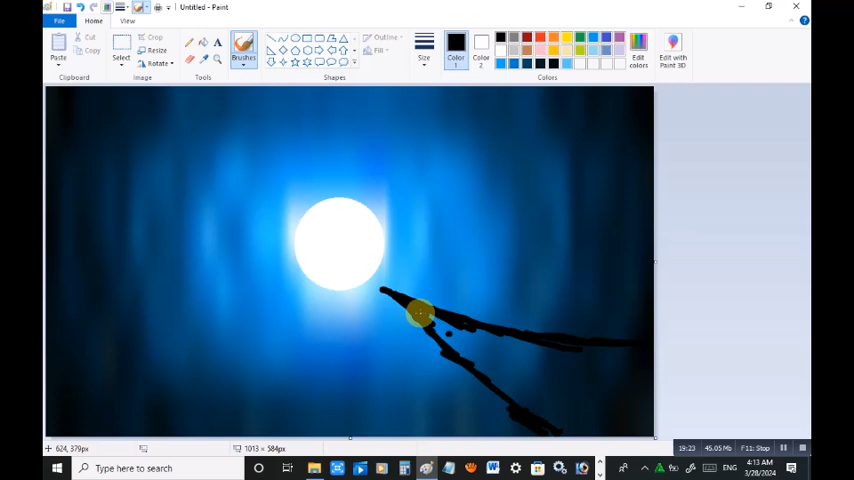 Untitled - Paint
File
Home
View
Paste
Cut
Copy
Clipboard
Select
Crop
Resize
Rotate
Image
Tools
Brushes
Outline
Fill
Shapes
Size
Color
1
Color
2
Edit
colors
Colors
Edit with
Paint 3D
624, 379px
1013 × 584px
19:23
45.05 Mb
F11: Stop
Type here to search
ENG
4:13 AM
3/28/2024